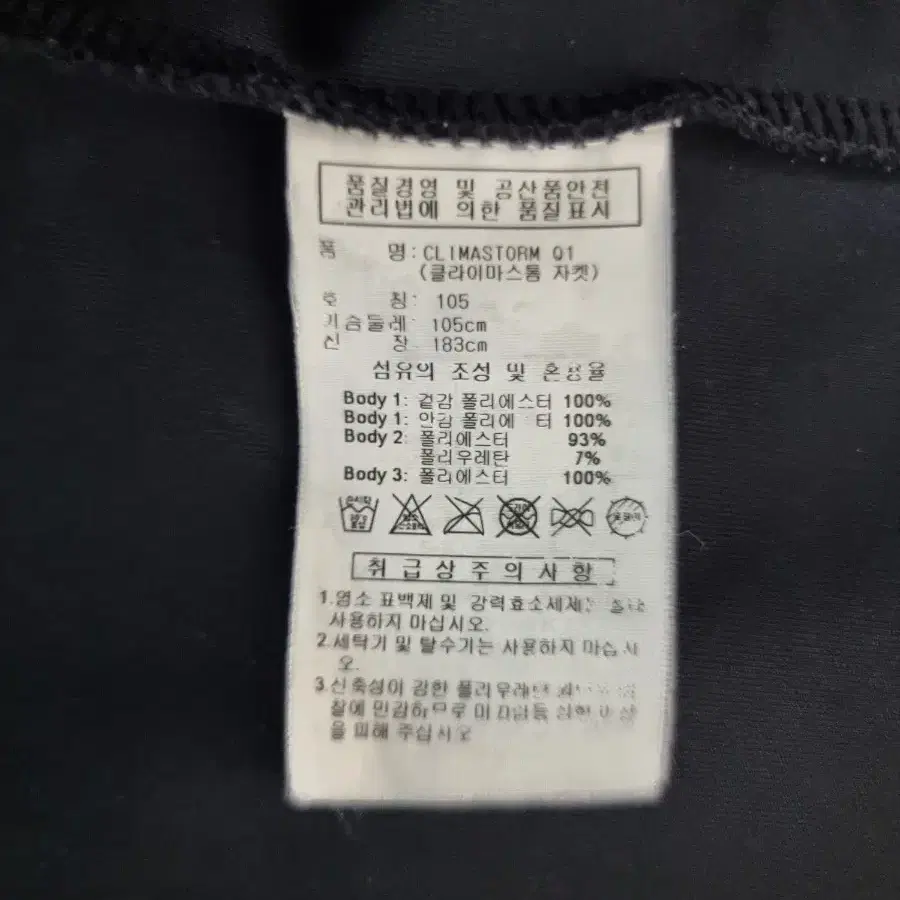 품질경영 및 공산품안전
관리법에 의한 품질표시
품 명: CLIMASTORM Q1
(클라이마스톰 자켓)
호 칭: 105
가슴둘레: 105cm
신 장: 183cm
섬유의 조성 및 혼용율
Body 1: 겉감 폴리에스터 100%
Body 1: 안감 폴리에 터 100%
Body 2: 폴리에스터 93%
폴리우레탄 7%
Body 3: 폴리에스터 100%
취급상주의사항
1.염소 표백제 및 강력효소세제는
사용하지 마십시오.
2.세탁기 및 탈수기는 사용하지 마십시
오.
3.신축성이 강한 폴리우레탄
찰에 민감하므로
을 피해 주십시오